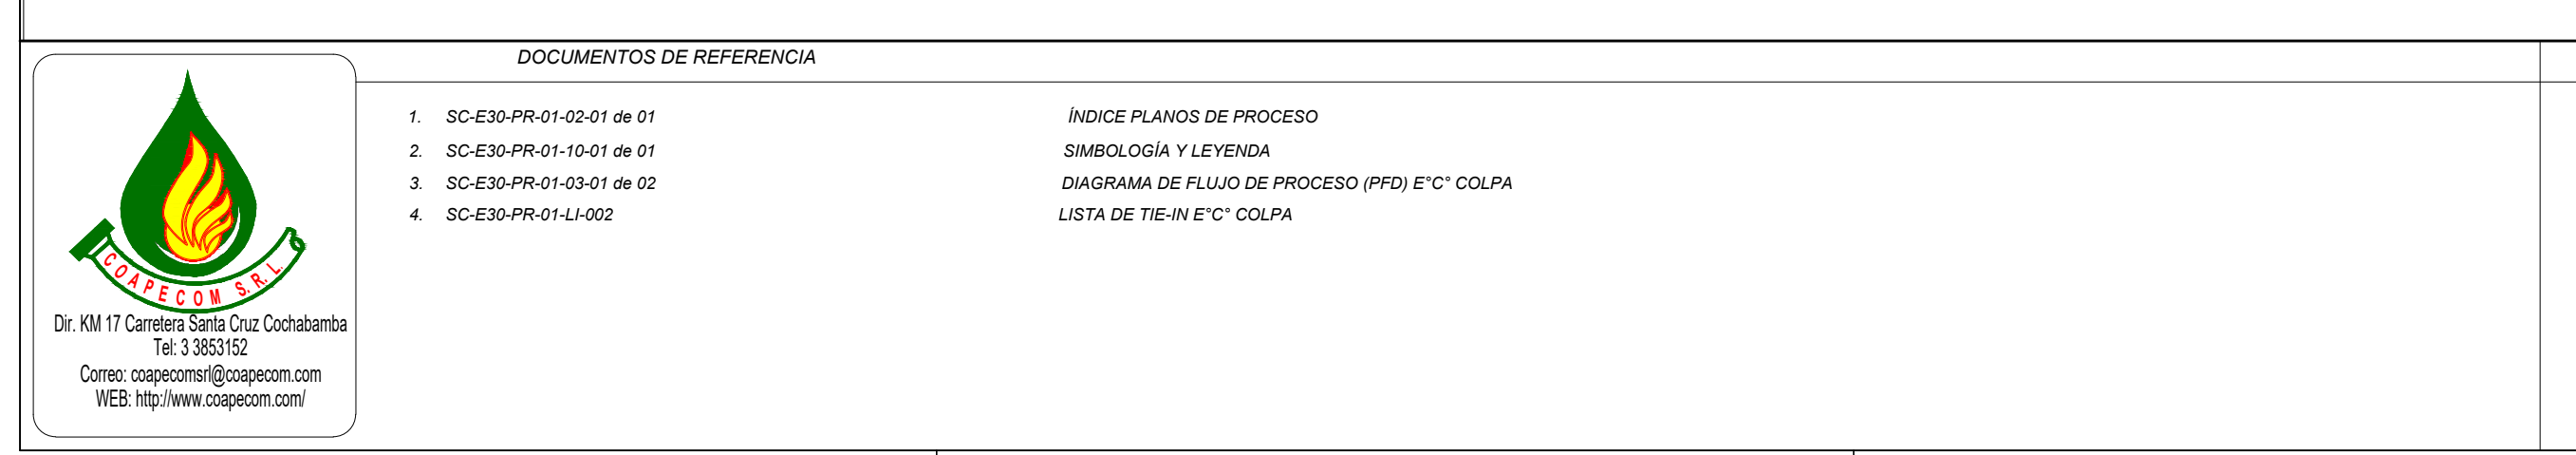 DOCUMENTOS DE REFERENCIA
1. SC-E30-PR-01-02-01 de 01 ÍNDICE PLANOS DE PROCESO
2. SC-E30-PR-01-10-01 de 01 SIMBOLOGÍA Y LEYENDA
3. SC-E30-PR-01-03-01 de 02 DIAGRAMA DE FLUJO DE PROCESO (PFD) E°C° COLPA
4. SC-E30-PR-01-LI-002 LISTA DE TIE-IN E°C° COLPA
COAPECOM S.R.L.
Dir. KM 17 Carretera Santa Cruz Cochabamba
Tel: 3 3853152
Correo: coapecomsrl@coapecom.com
WEB: http://www.coapecom.com/